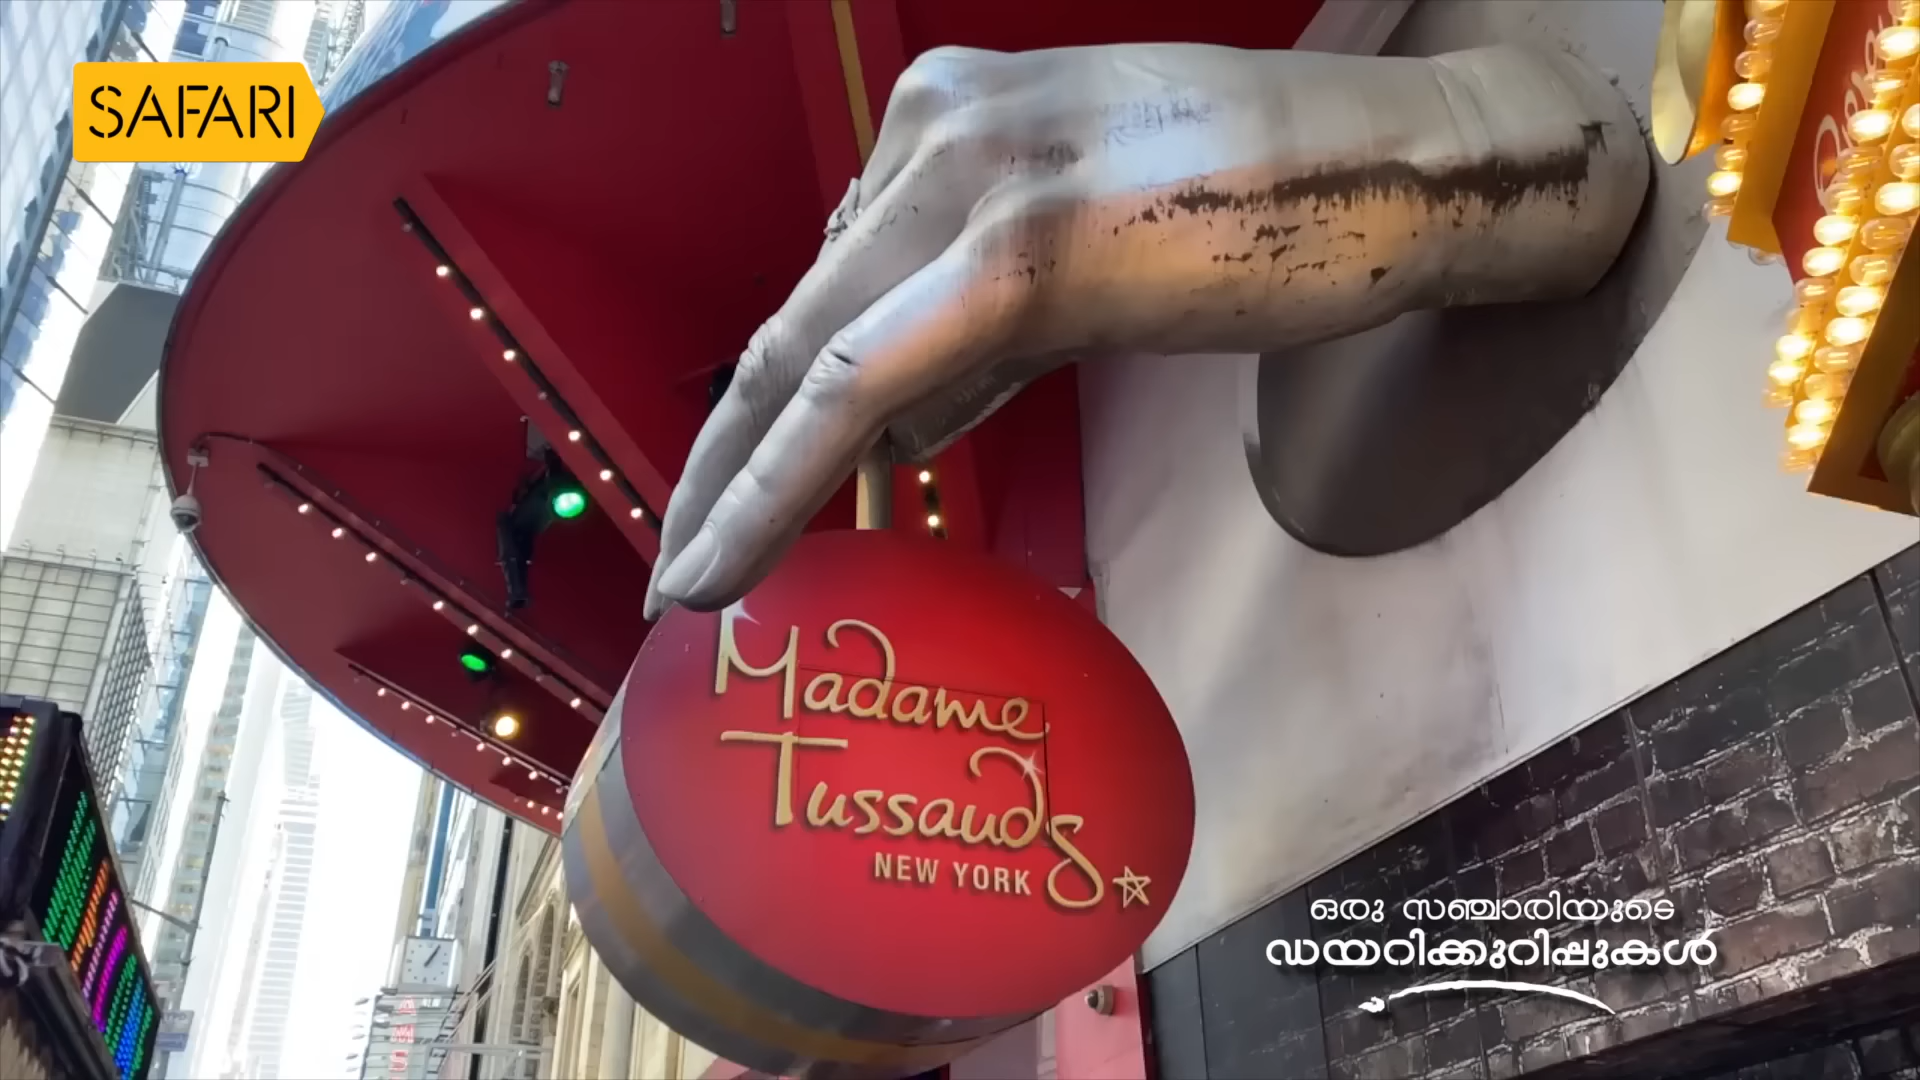 SAFARI
Madame
Tussauds
NEW YORK
ഒരു സഞ്ചാരിയുടെ
ഡയറിക്കുറിപ്പുകൾ